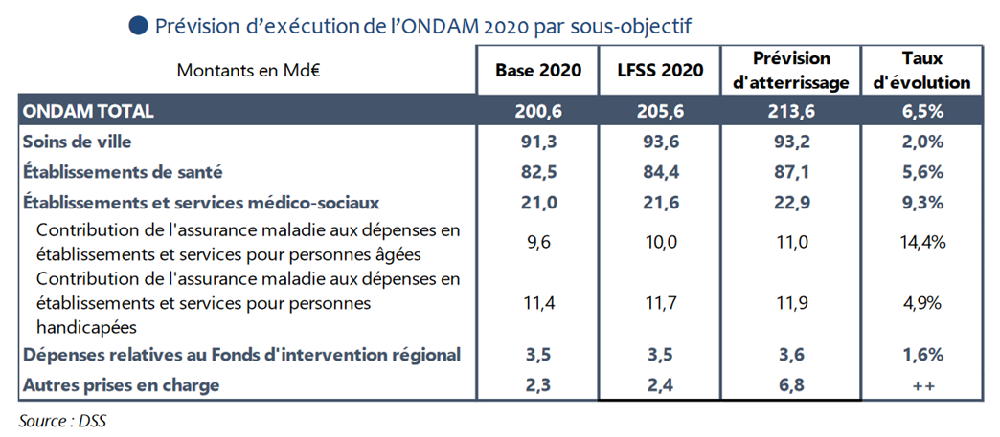 ● Prévision d’exécution de l’ONDAM 2020 par sous-objectif
Montants en Md€ Base 2020 LFSS 2020 Prévision d'atterrissage Taux d'évolution
ONDAM TOTAL 200,6 205,6 213,6 6,5%
Soins de ville 91,3 93,6 93,2 2,0%
Établissements de santé 82,5 84,4 87,1 5,6%
Établissements et services médico-sociaux 21,0 21,6 22,9 9,3%
Contribution de l'assurance maladie aux dépenses en
établissements et services pour personnes âgées 9,6 10,0 11,0 14,4%
Contribution de l'assurance maladie aux dépenses en
établissements et services pour personnes
handicapées 11,4 11,7 11,9 4,9%
Dépenses relatives au Fonds d'intervention régional 3,5 3,5 3,6 1,6%
Autres prises en charge 2,3 2,4 6,8 ++
Source : DSS